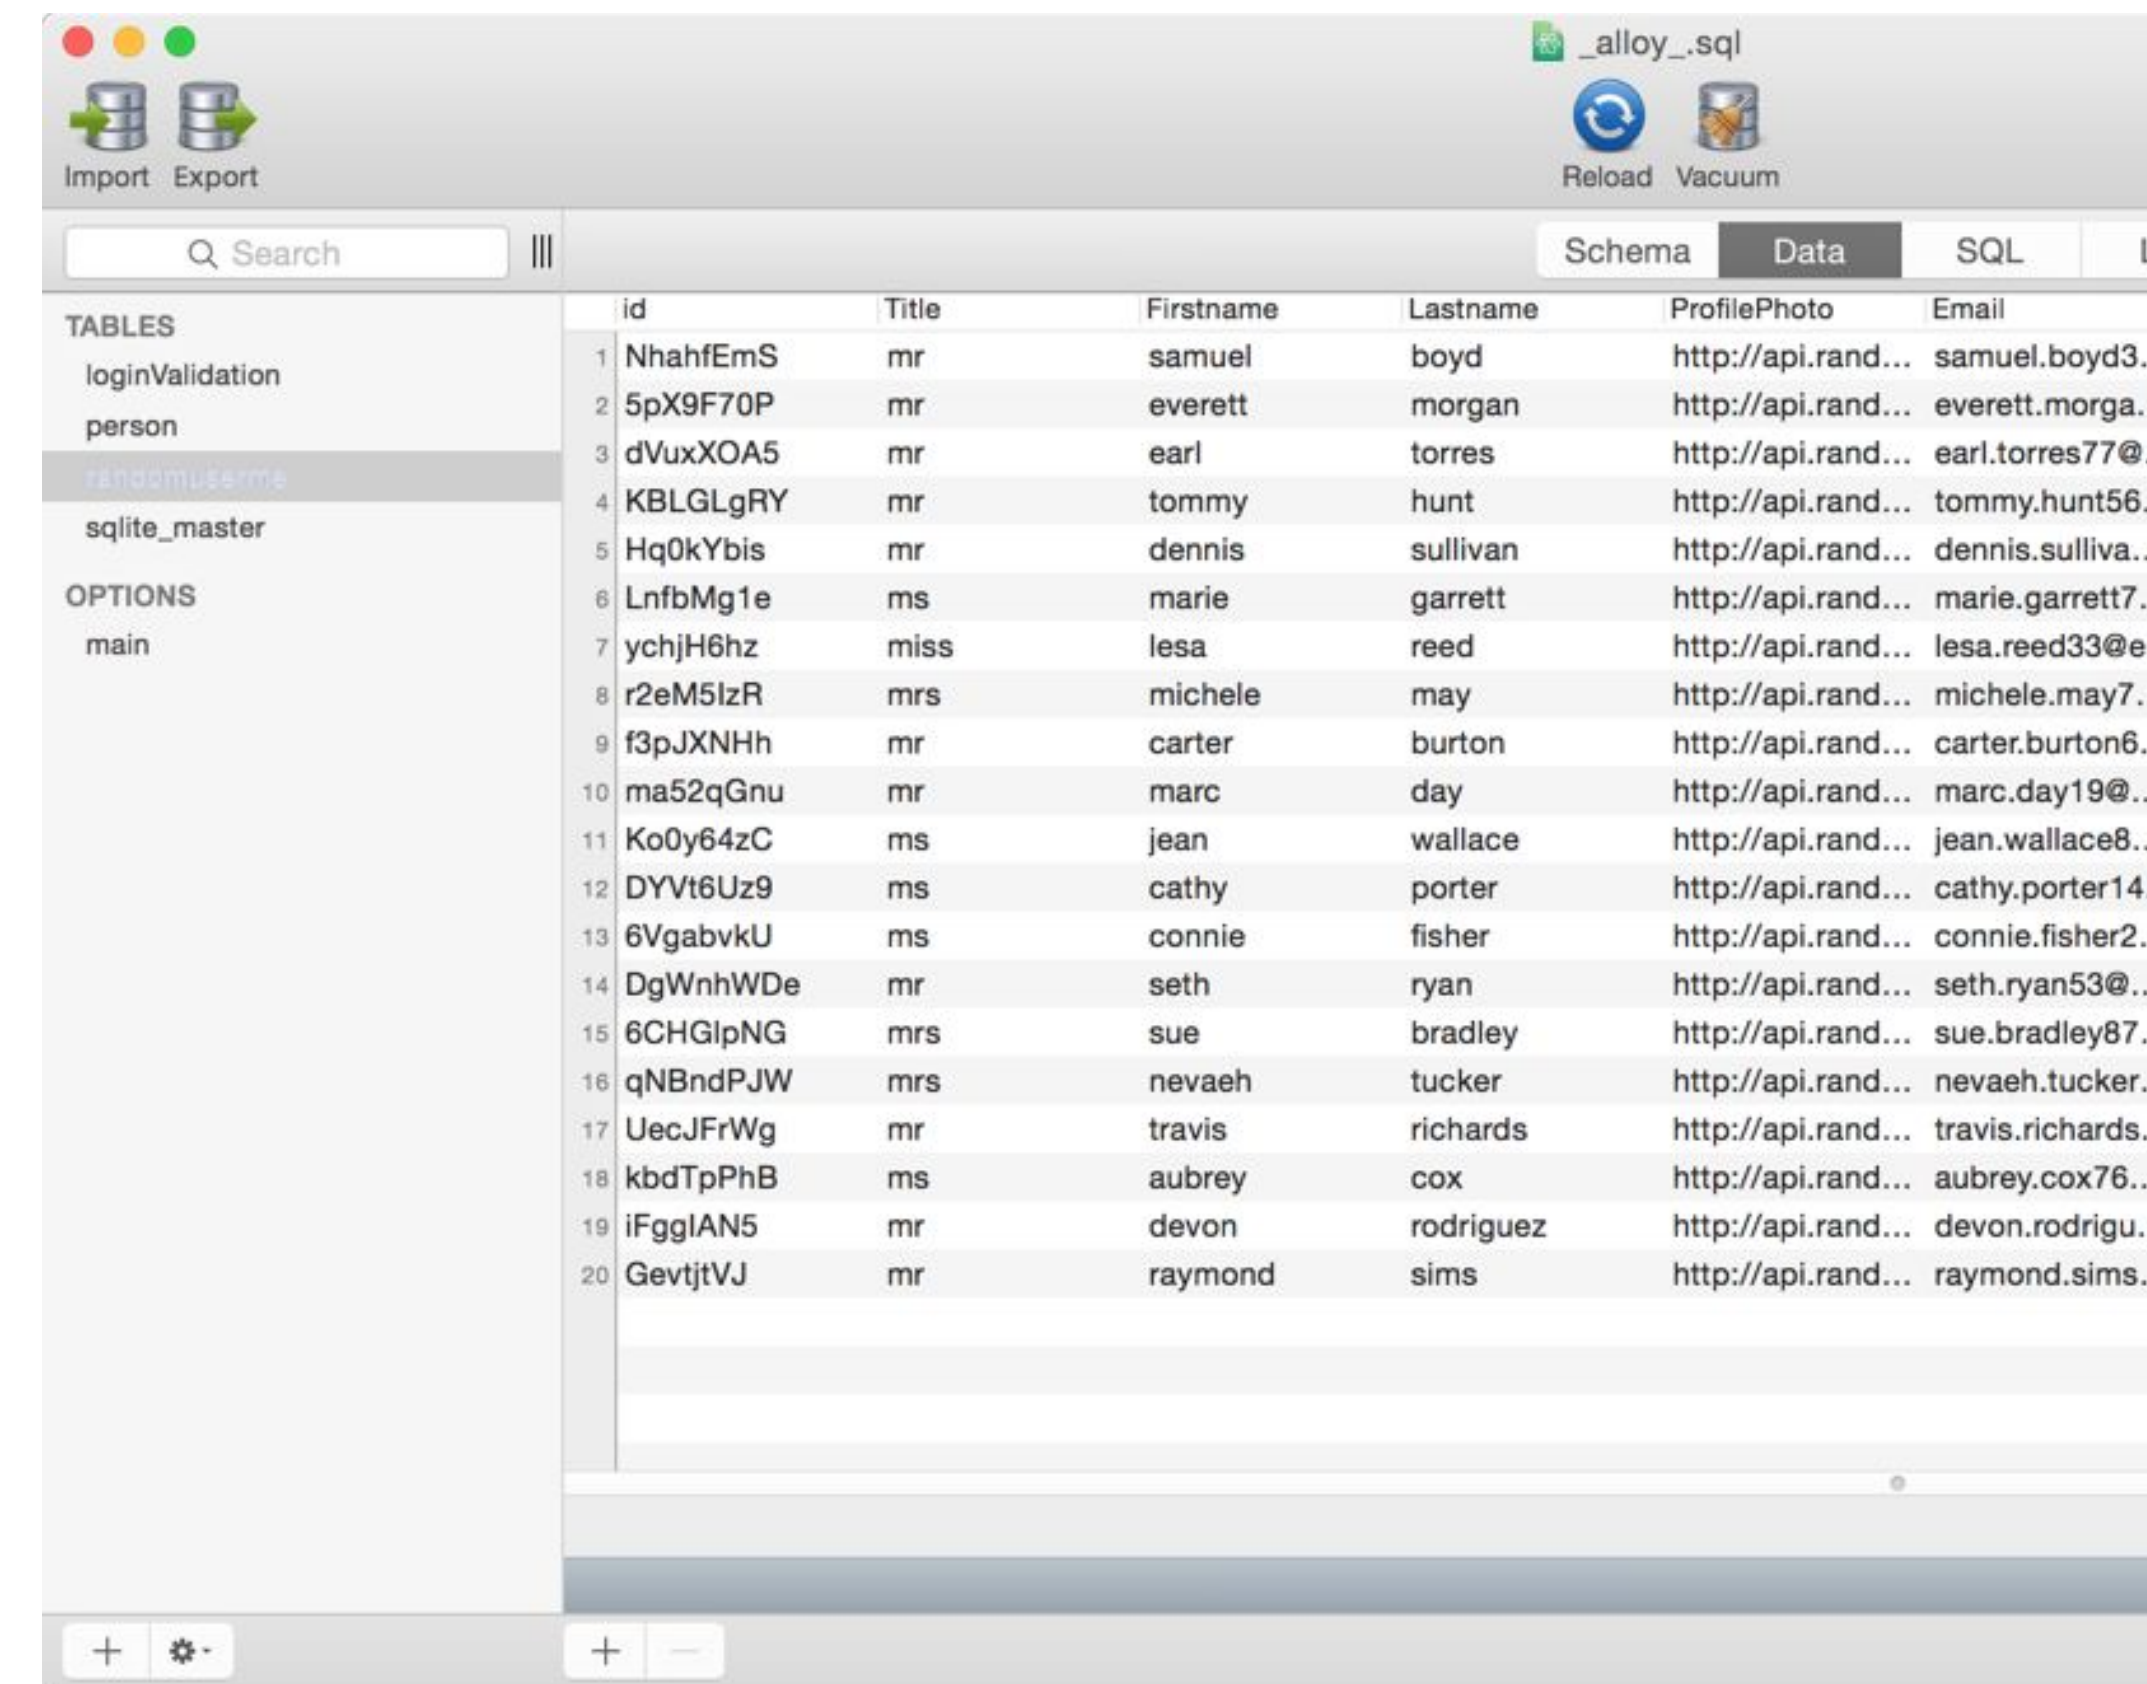 _alloy_.sql
Import Export Reload Vacuum
Search Schema Data SQL
TABLES
loginValidation
person
randomuserme
sqlite_master
OPTIONS
main
id Title Firstname Lastname ProfilePhoto Email
1 NhahfEmS mr samuel boyd http://api.rand... samuel.boyd3.
2 5pX9F70P mr everett morgan http://api.rand... everett.morga.
3 dVuxXOA5 mr earl torres http://api.rand... earl.torres77@.
4 KBLGLgRY mr tommy hunt http://api.rand... tommy.hunt56.
5 Hq0kYbis mr dennis sullivan http://api.rand... dennis.sulliva..
6 LnfbMg1e ms marie garrett http://api.rand... marie.garrett7.
7 ychjH6hz miss lesa reed http://api.rand... lesa.reed33@e
8 r2eM5IzR mrs michele may http://api.rand... michele.may7.
9 f3pJXNHh mr carter burton http://api.rand... carter.burton6.
10 ma52qGnu mr marc day http://api.rand... marc.day19@..
11 Ko0y64zC ms jean wallace http://api.rand... jean.wallace8..
12 DYVt6Uz9 ms cathy porter http://api.rand... cathy.porter14.
13 6VgabvkU ms connie fisher http://api.rand... connie.fisher2.
14 DgWnhWDe mr seth ryan http://api.rand... seth.ryan53@..
15 6CHGIpNG mrs sue bradley http://api.rand... sue.bradley87.
16 qNBndPJW mrs nevaeh tucker http://api.rand... nevaeh.tucker.
17 UecJFrWg mr travis richards http://api.rand... travis.richards.
18 kbdTpPhB ms aubrey cox http://api.rand... aubrey.cox76..
19 iFggIAN5 mr devon rodriguez http://api.rand... devon.rodrigu.
20 GevtjtVJ mr raymond sims http://api.rand... raymond.sims.